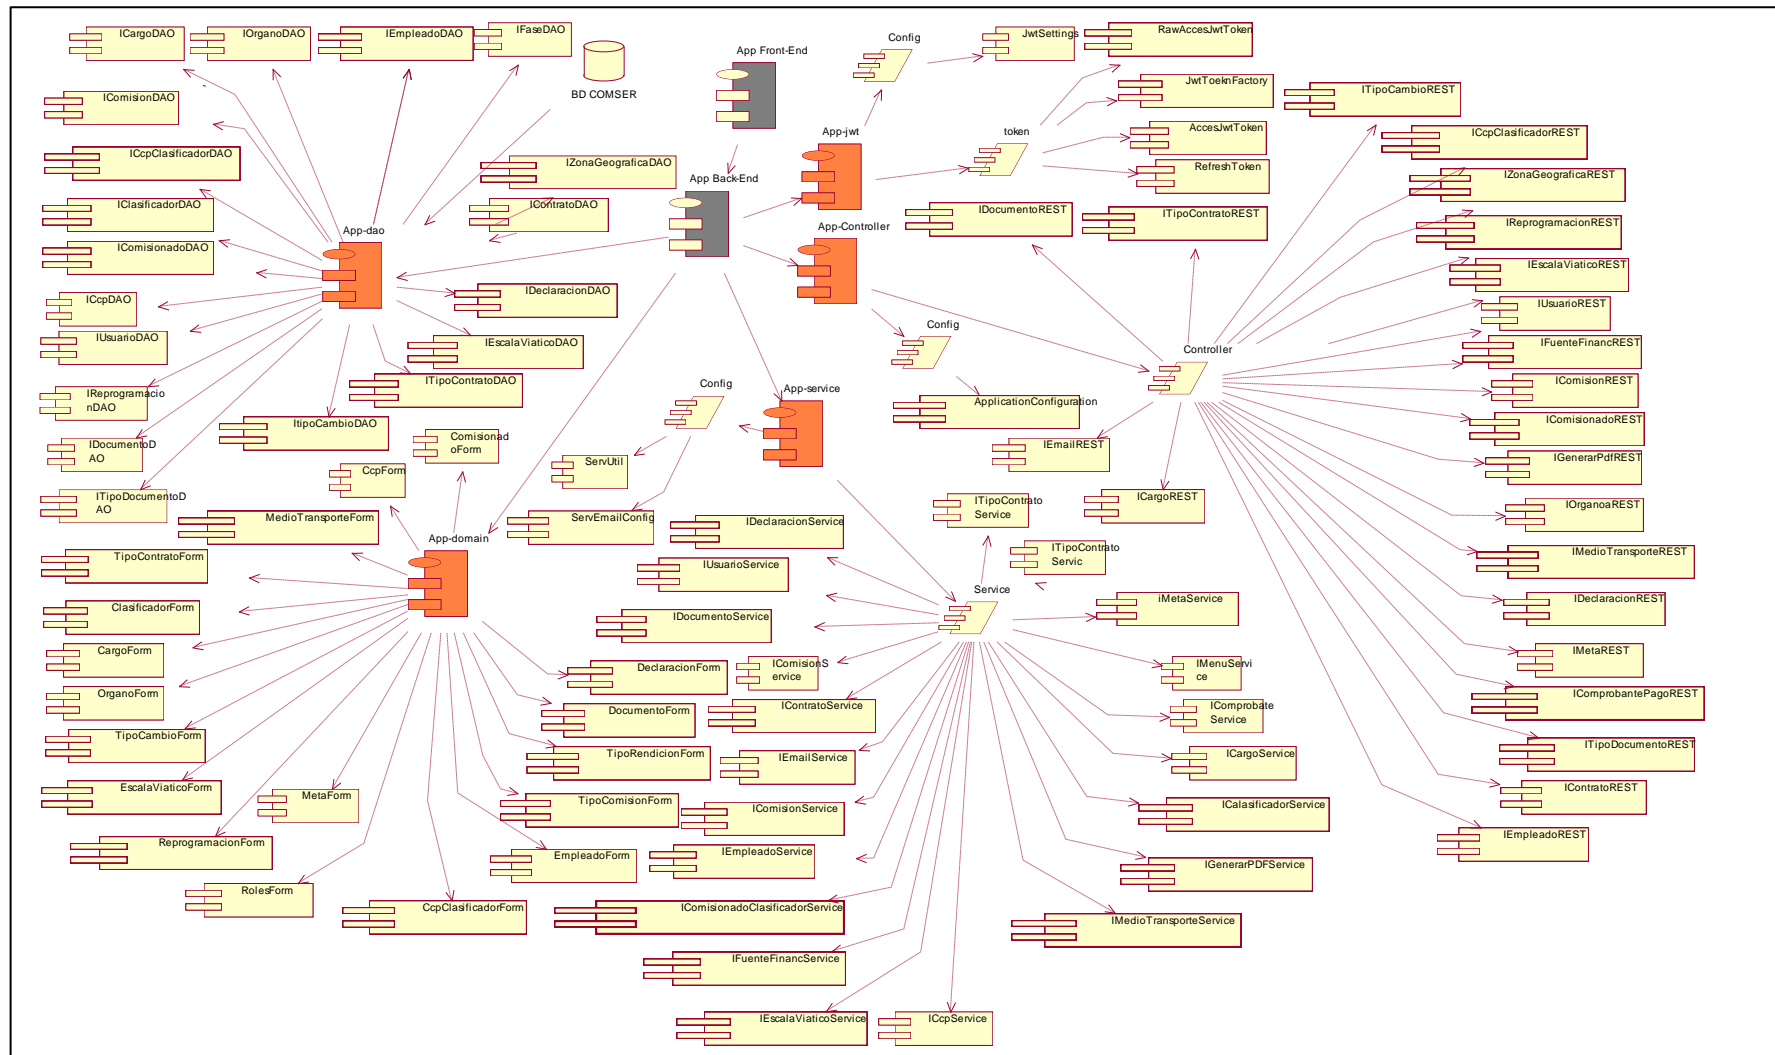 ICargoDAO
IOrganoDAO
IEmpleadoDAO
IFaseDAO
BD COMSER
App Front-End
Config
JwtSettings
RawAccesJwtToken
IComisionDAO
JwtToeknFactory
ITipoCambioREST
ICcpClasificadorDAO
IZonaGeograficaDAO
App-jwt
token
AccesJwtToken
ICcpClasificadorREST
RefreshToken
App Back-End
IZonaGeograficaREST
IClasificadorDAO
IContratoDAO
IDocumentoREST
ITipoContratoREST
IReprogramacionREST
App-dao
App-Controller
IComisionadoDAO
IEscalaViaticoREST
ICcpDAO
IDeclaracionDAO
IUsuarioREST
IUsuarioDAO
IEscalaViaticoDAO
Config
Controller
IFuenteFinancREST
ITipoContratoDAO
Config
App-service
IComisionREST
IReprogramacio
nDAO
ApplicationConfiguration
IComisionadoREST
ItipoCambioDAO
Comisionad
oForm
IEmailREST
IDocumentoD
AO
ServUtil
IGenerarPdfREST
CcpForm
ITipoDocumentoD
AO
ITipoContrato
Service
ICargoREST
IOrganoaREST
MedioTransporteForm
ServEmailConfig
IDeclaracionService
App-domain
ITipoContrato
Servic
IMedioTransporteREST
TipoContratoForm
IUsuarioService
Service
iMetaService
IDeclaracionREST
ClasificadorForm
IDocumentoService
CargoForm
DeclaracionForm
IComisionS
ervice
IMenuServi
ice
IMetaREST
OrganoForm
DocumentoForm
IContratoService
IComprobate
Service
IComprobantePagoREST
TipoCambioForm
TipoRendicionForm
IEmailService
ICargoService
ITipoDocumentoREST
EscalaViaticoForm
MetaForm
TipoComisionForm
IComisionService
ICalasificadorService
IContratoREST
ReprogramacionForm
EmpleadoForm
IEmpleadoService
IGenerarPDFService
IEmpleadoREST
RolesForm
CcpClasificadorForm
IComisionadoClasificadorService
IMedioTransporteService
IFuenteFinancService
IEscalaViaticoService
ICcpService